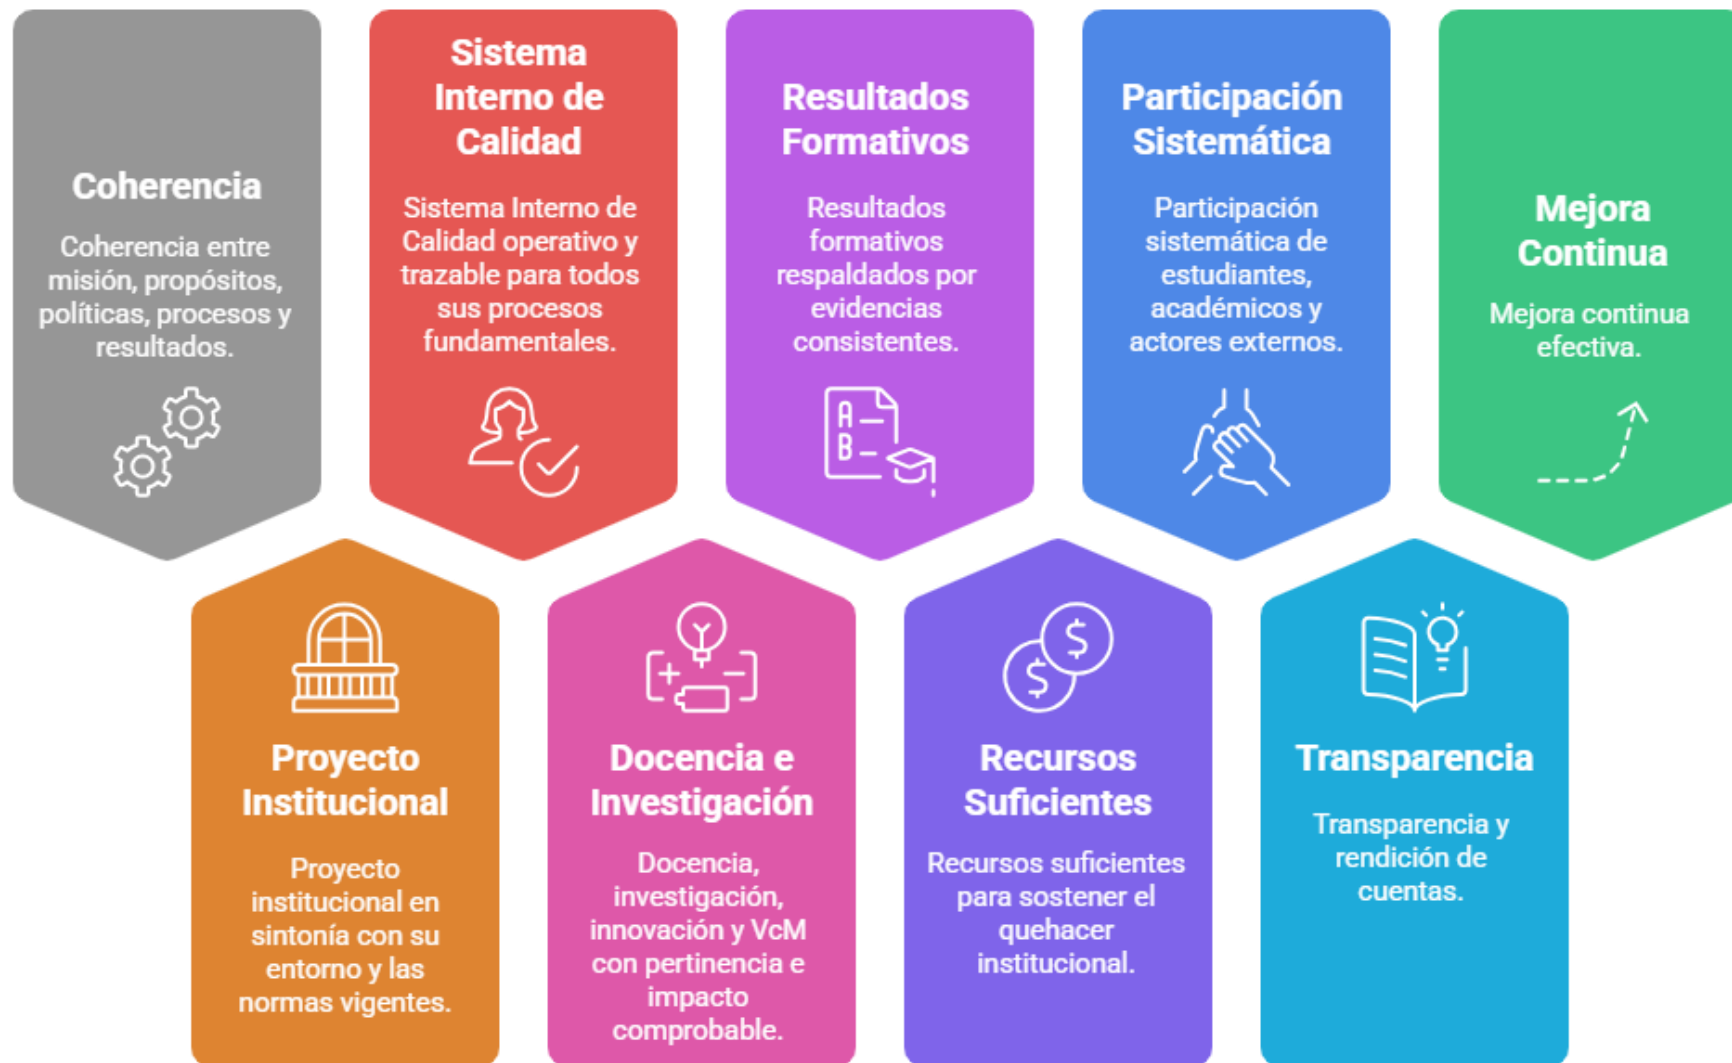 Coherencia
Coherencia entre
misión, propósitos,
políticas, procesos y
resultados.
Proyecto
Institucional
Proyecto
institucional en
sintonía con su
entorno y las
normas vigentes.
Sistema
Interno de
Calidad
Sistema Interno de
Calidad operativo y
trazable para todos
sus procesos
fundamentales.
Docencia e
Investigación
Docencia,
investigación,
innovación y VcM
con pertinencia e
impacto
comprobable.
Resultados
Formativos
Resultados
formativos
respaldados por
evidencias
consistentes.
A
B
Recursos
Suficientes
Recursos suficientes
para sostener el
quehacer
institucional.
$
$
Participación
Sistemática
Participación
sistemática de
estudiantes,
académicos y
actores externos.
Transparencia
Transparencia y
rendición de
cuentas.
Mejora
Continua
Mejora continua
efectiva.